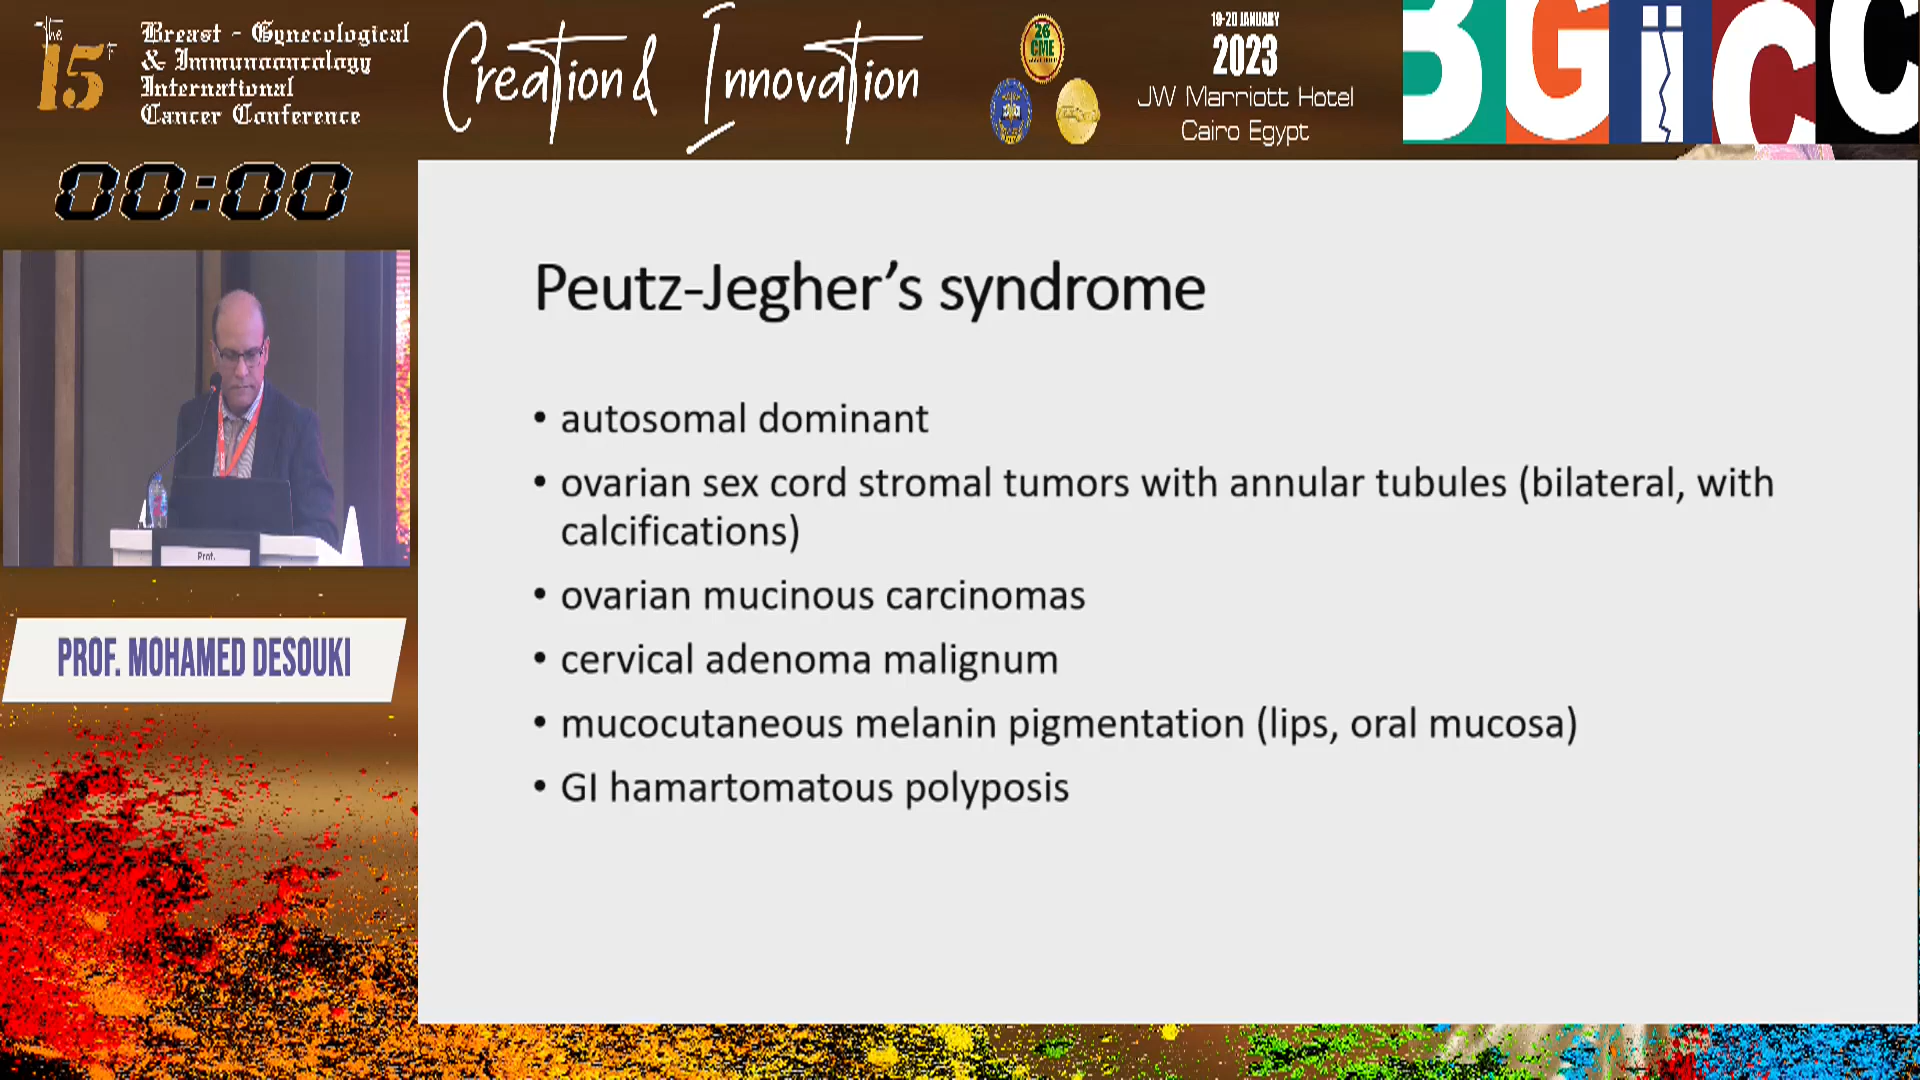 The
15
Breast - Gynecological
& Immunooncology
International
Cancer Conference
Creation & Innovation
26
CME
19-20 JANUARY
2023
JW Marriott Hotel
Cairo Egypt
BGiCC
00:00
Prof.
PROF. MOHAMED DESOUKI
Peutz-Jegher’s syndrome
• autosomal dominant
• ovarian sex cord stromal tumors with annular tubules (bilateral, with
calcifications)
• ovarian mucinous carcinomas
• cervical adenoma malignum
• mucocutaneous melanin pigmentation (lips, oral mucosa)
• GI hamartomatous polyposis